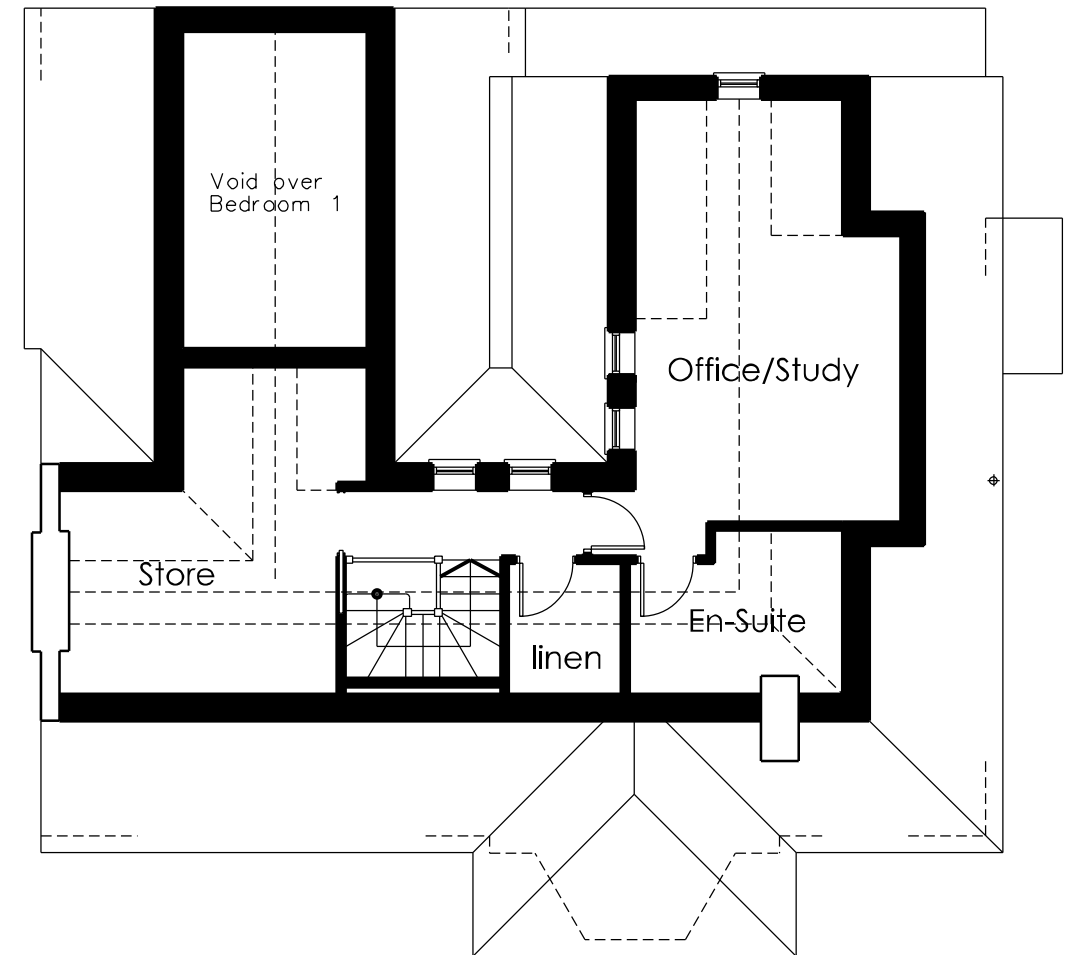 Void over
Bedroom 1
Office/Study
Store
En-Suite
linen